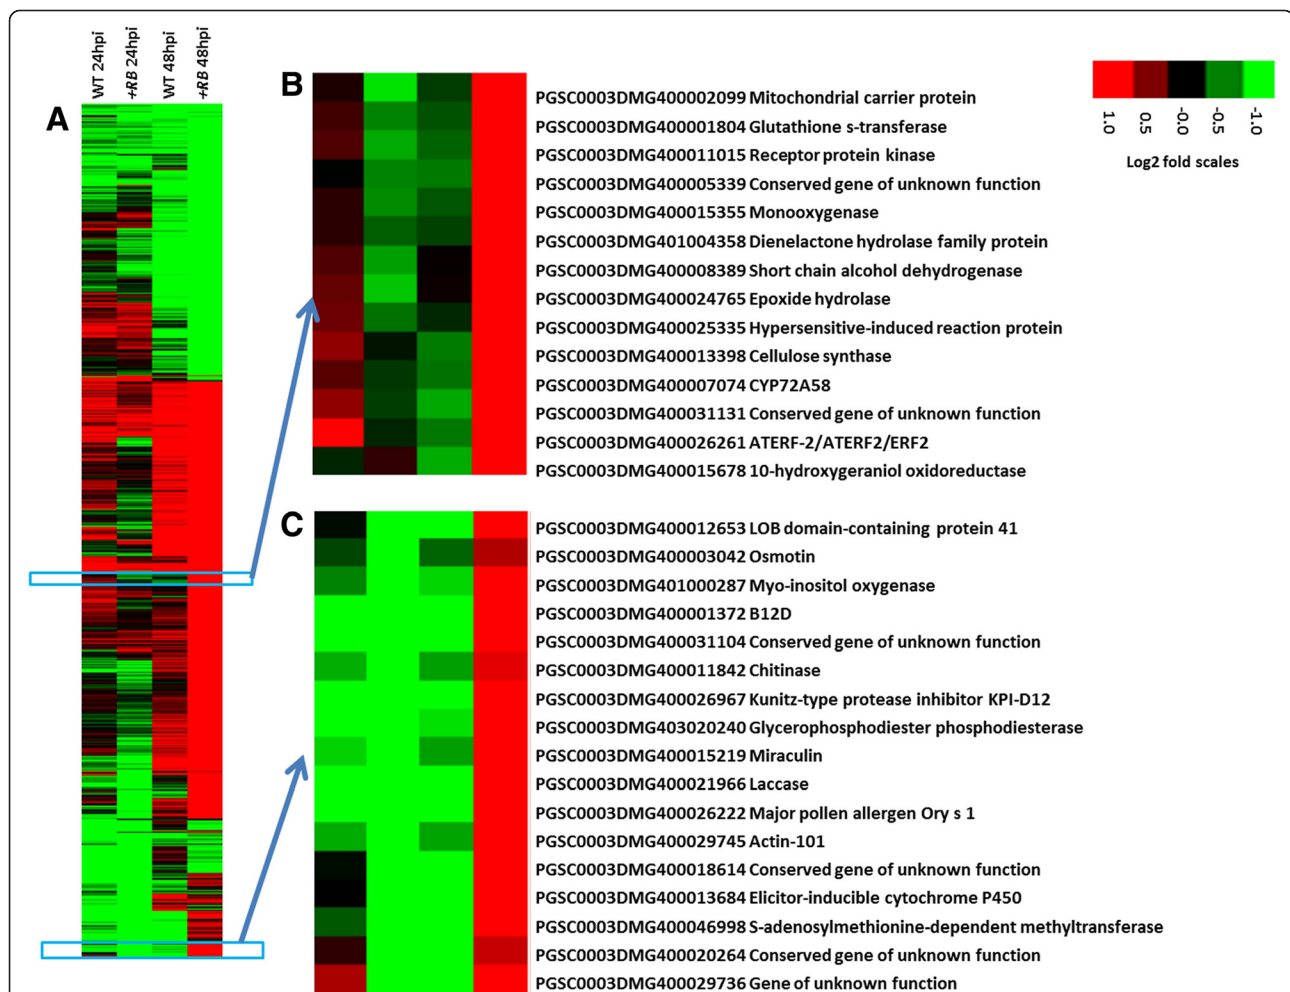 WT 24hpi
+RB 24hpi
WT 48hpi
+RB 48hpi
A
B
PGSC0003DMG400002099 Mitochondrial carrier protein
PGSC0003DMG400001804 Glutathione s-transferase
PGSC0003DMG400011015 Receptor protein kinase
PGSC0003DMG400005339 Conserved gene of unknown function
PGSC0003DMG400015355 Monooxygenase
PGSC0003DMG401004358 Dienelactone hydrolase family protein
PGSC0003DMG400008389 Short chain alcohol dehydrogenase
PGSC0003DMG400024765 Epoxide hydrolase
PGSC0003DMG400025335 Hypersensitive-induced reaction protein
PGSC0003DMG400013398 Cellulose synthase
PGSC0003DMG400007074 CYP72A58
PGSC0003DMG400031131 Conserved gene of unknown function
PGSC0003DMG400026261 ATERF-2/ATERF2/ERF2
PGSC0003DMG400015678 10-hydroxygeraniol oxidoreductase
1.0
0.5
-0.0
-0.5
-1.0
Log2 fold scales
C
PGSC0003DMG400012653 LOB domain-containing protein 41
PGSC0003DMG400003042 Osmotin
PGSC0003DMG401000287 Myo-inositol oxygenase
PGSC0003DMG400001372 B12D
PGSC0003DMG400031104 Conserved gene of unknown function
PGSC0003DMG400011842 Chitinase
PGSC0003DMG400026967 Kunitz-type protease inhibitor KPI-D12
PGSC0003DMG403020240 Glycerophosphodiester phosphodiesterase
PGSC0003DMG400015219 Miraculin
PGSC0003DMG400021966 Laccase
PGSC0003DMG400026222 Major pollen allergen Ory s 1
PGSC0003DMG400029745 Actin-101
PGSC0003DMG400018614 Conserved gene of unknown function
PGSC0003DMG400013684 Elicitor-inducible cytochrome P450
PGSC0003DMG400046998 S-adenosylmethionine-dependent methyltransferase
PGSC0003DMG400020264 Conserved gene of unknown function
PGSC0003DMG400029736 Gene of unknown function